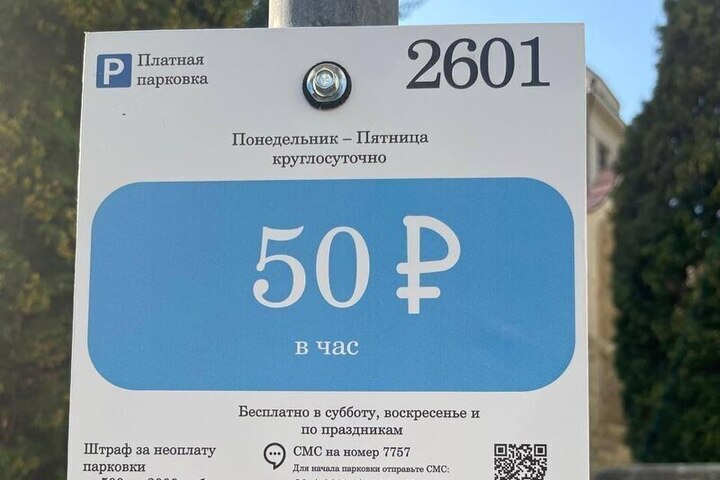 P Платная
парковка
2601
Понедельник – Пятница
круглосуточно
50 ₽
в час
Бесплатно в субботу, воскресенье и
по праздникам
Штраф за неоплату
парковки
СМС на номер 7757
Для начала парковки отправьте СМС: